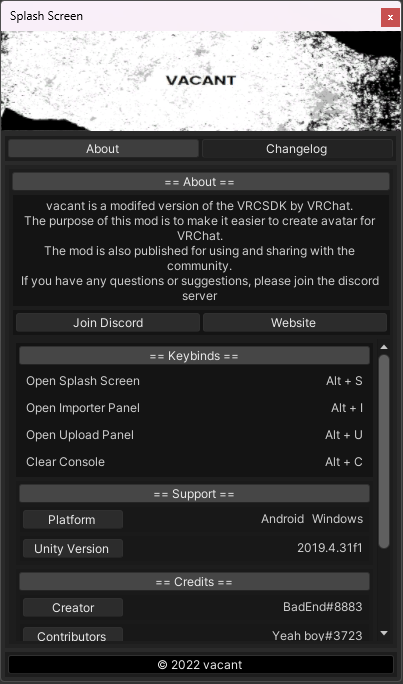 Splash Screen x
VACANT
About Changelog
== About ==
vacant is a modifed version of the VRCSDK by VRChat.
The purpose of this mod is to make it easier to create avatar for
VRChat.
The mod is also published for using and sharing with the
community.
If you have any questions or suggestions, please join the discord
server
Join Discord Website
== Keybinds ==
Open Splash Screen Alt + S
Open Importer Panel Alt + I
Open Upload Panel Alt + U
Clear Console Alt + C
== Support ==
Platform Android Windows
Unity Version 2019.4.31f1
== Credits ==
Creator BadEnd#8883
Contributors Yeah boy#3723
© 2022 vacant